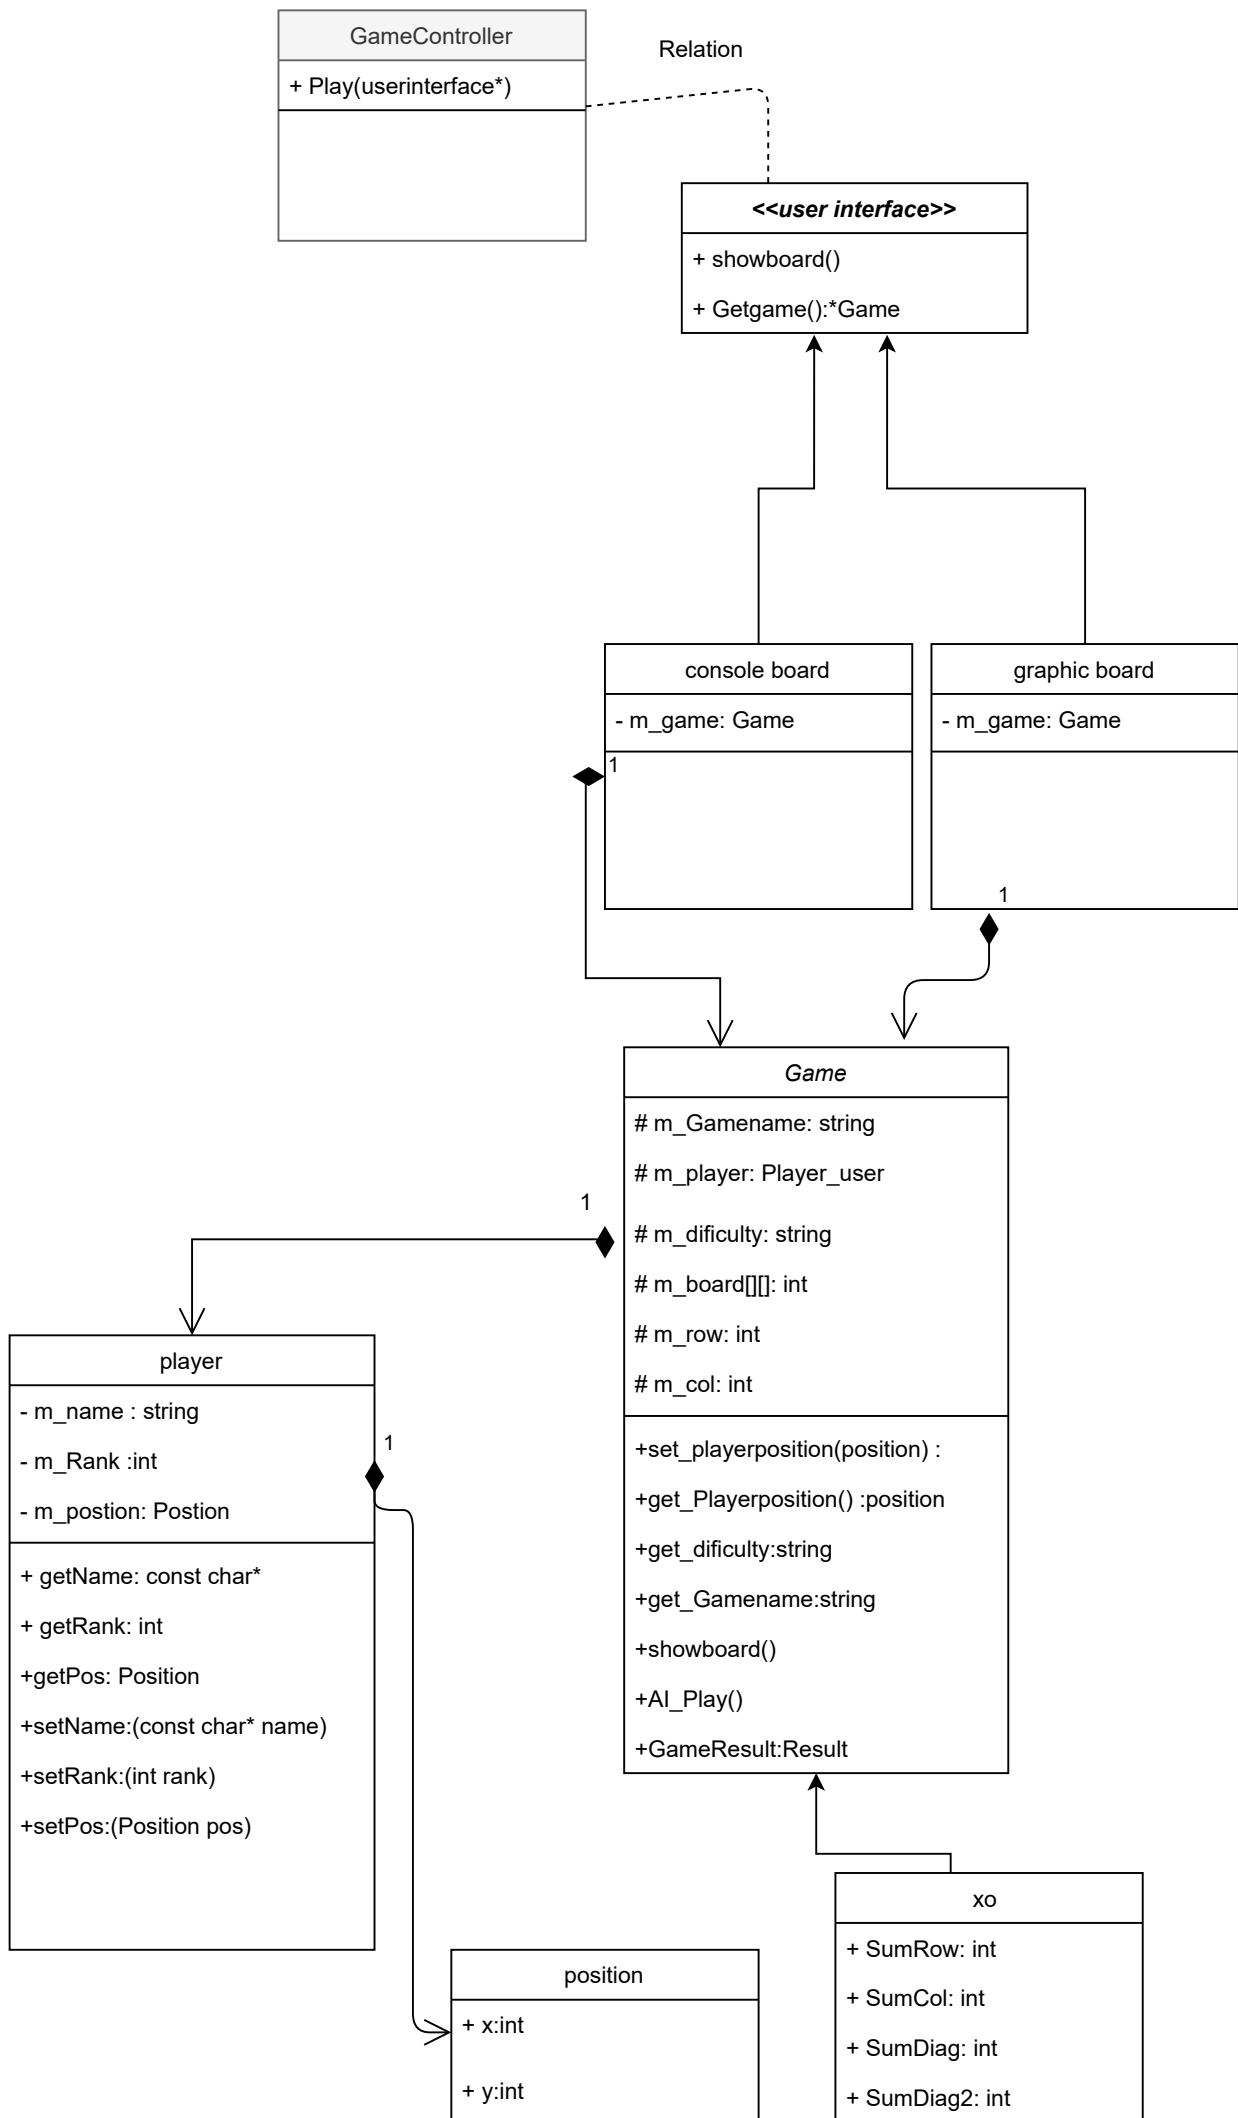 GameController
+ Play(userinterface*)
Relation
<<user interface>>
+ showboard()
+ Getgame():*Game
console board
- m_game: Game
1
graphic board
- m_game: Game
1
Game
# m_Gamename: string
# m_player: Player_user
# m_dificulty: string
# m_board[][]: int
# m_row: int
# m_col: int
+set_playerposition(position) :
+get_Playerposition() :position
+get_dificulty:string
+get_Gamename:string
+showboard()
+AI_Play()
+GameResult:Result
1
player
- m_name : string
- m_Rank :int
- m_postion: Postion
1
+ getName: const char*
+ getRank: int
+getPos: Position
+setName:(const char* name)
+setRank:(int rank)
+setPos:(Position pos)
position
+ x:int
+ y:int
xo
+ SumRow: int
+ SumCol: int
+ SumDiag: int
+ SumDiag2: int